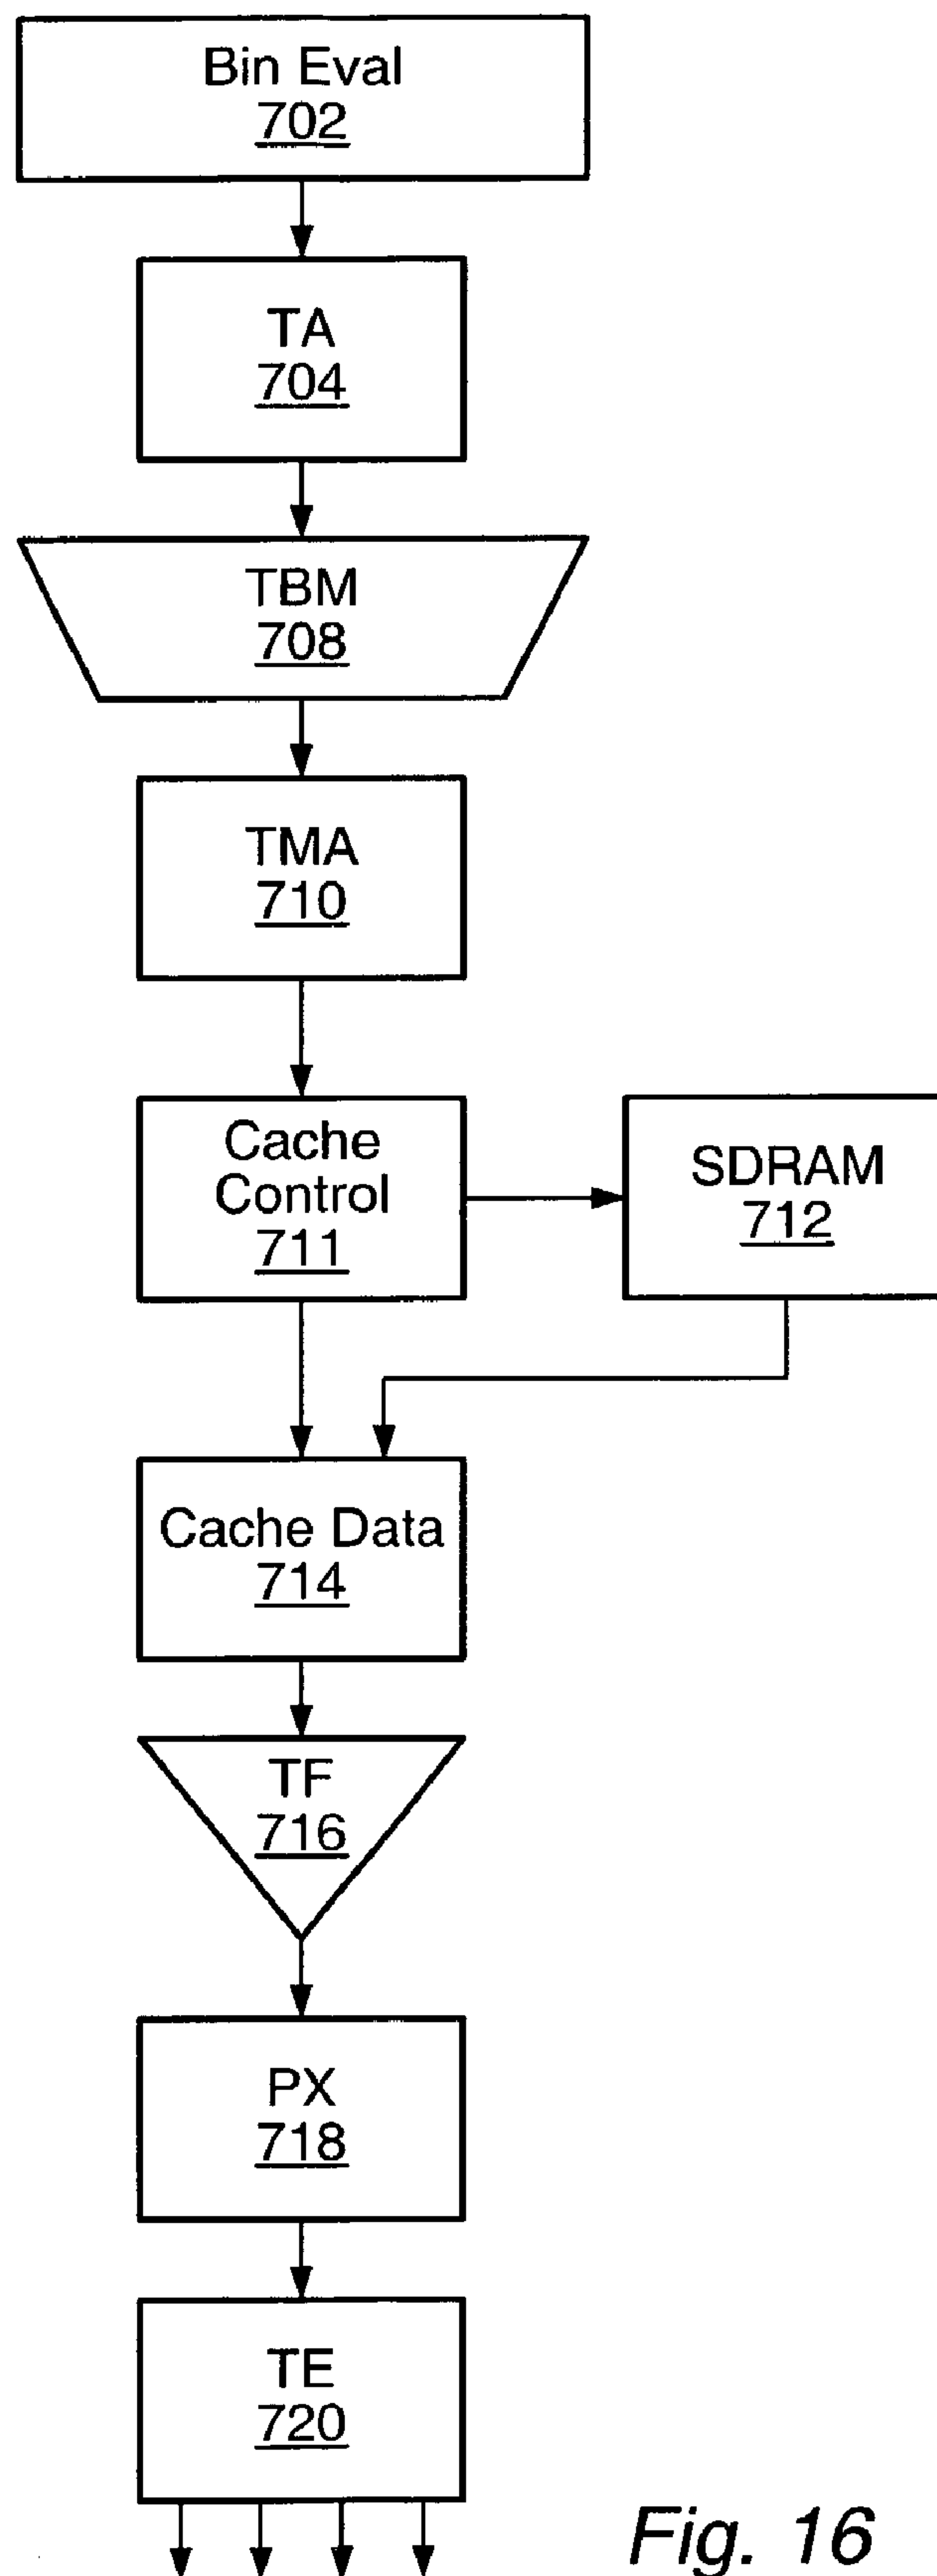 Bin Eval
702
TA
704
TBM
708
TMA
710
Cache
Control
711
SDRAM
712
Cache Data
714
TF
716
PX
718
TE
720
Fig. 16